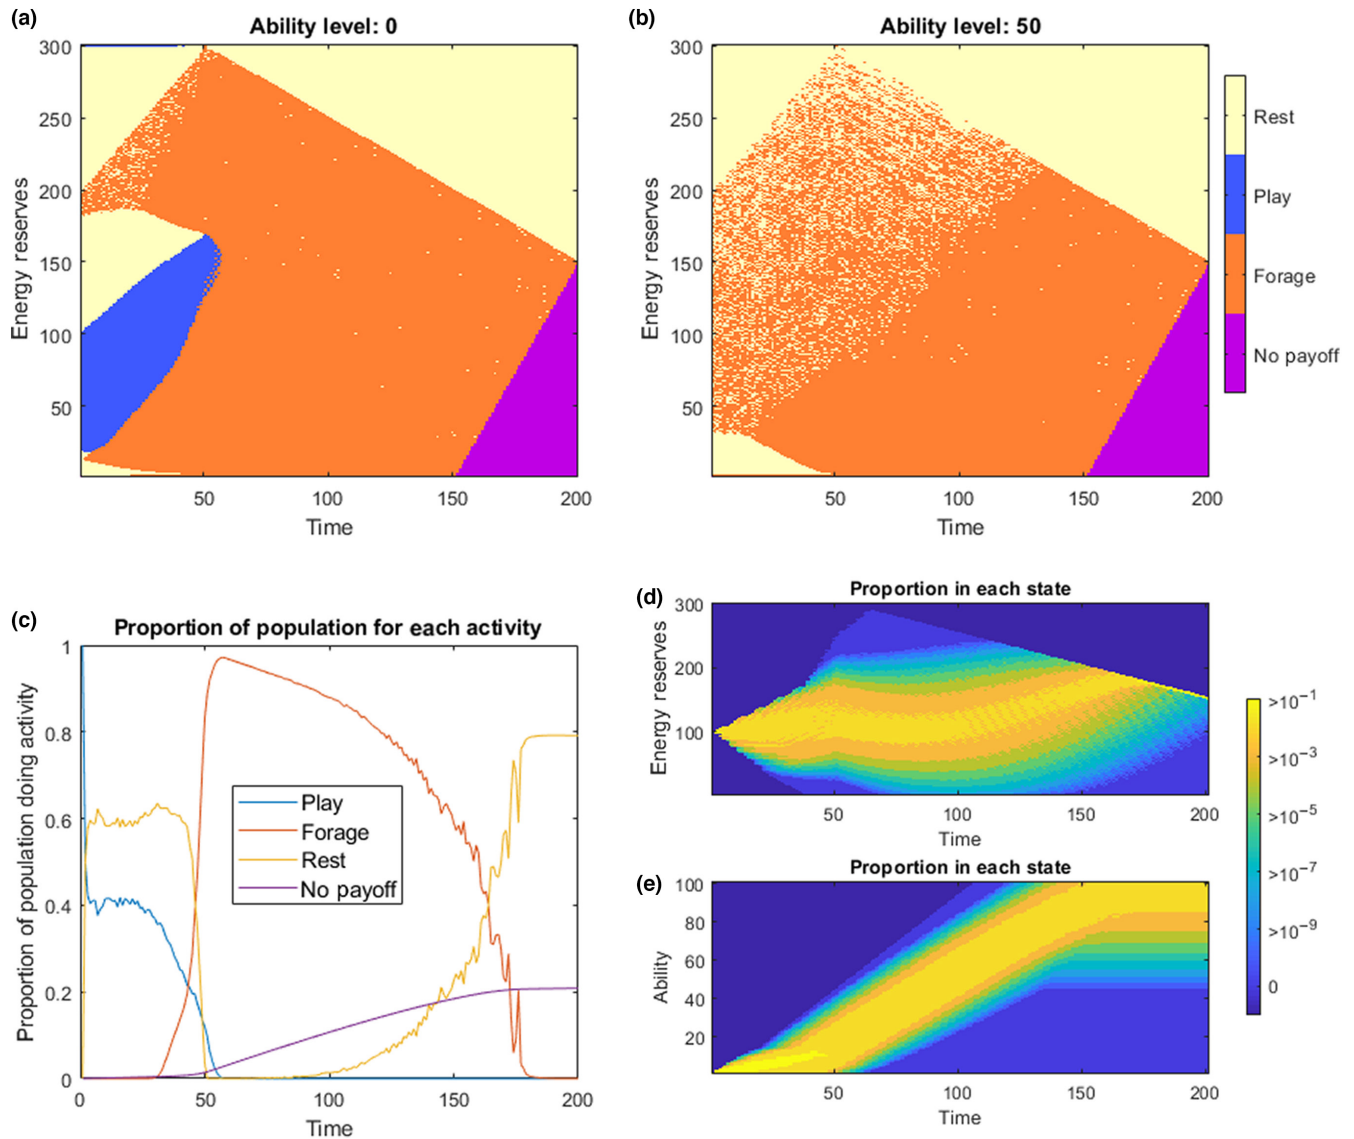 (a)
Ability level: 0
300
250
200
150
100
50
Energy reserves
50
100
150
200
Time
(b)
Ability level: 50
300
250
200
150
100
50
Energy reserves
50
100
150
200
Time
Rest
Play
Forage
No payoff
(c)
Proportion of population for each activity
1
0.8
0.6
0.4
0.2
0
Proportion of population doing activity
Play
Forage
Rest
No payoff
0
50
100
150
200
Time
(d)
Proportion in each state
300
200
100
Energy reserves
50
100
150
200
Time
(e)
Proportion in each state
100
80
60
40
20
Ability
50
100
150
200
Time
>10⁻¹
>10⁻³
>10⁻⁵
>10⁻⁷
>10⁻⁹
0